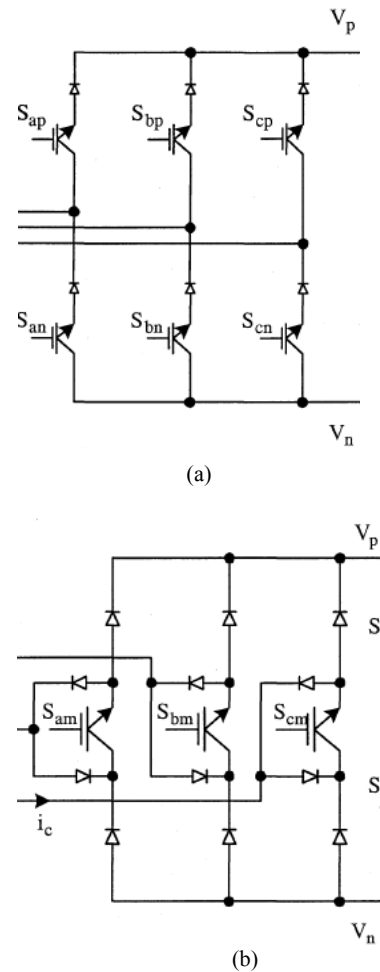 V_p
S_ap S_bp S_cp
S_an S_bn S_cn
V_n
(a)
V_p
S
S_am S_bm S_cm
S
i_c
V_n
(b)